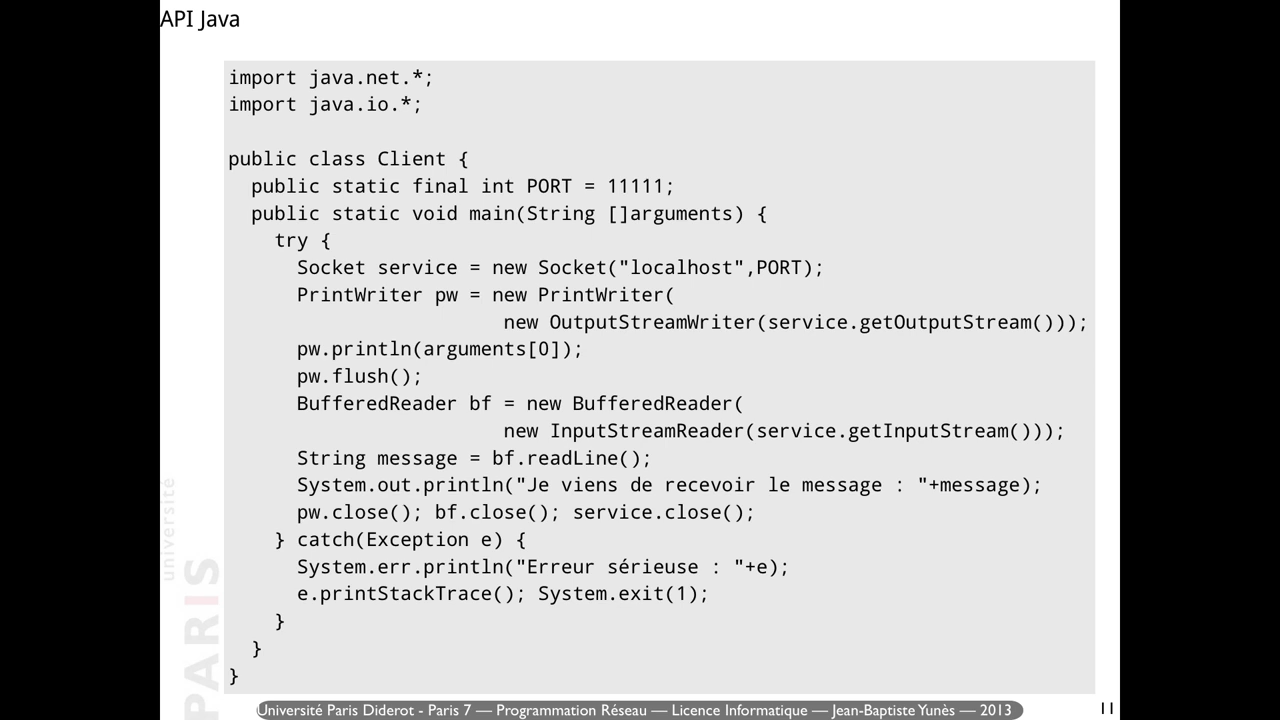 API Java
import java.net.*;
import java.io.*;
public class Client {
public static final int PORT = 11111;
public static void main(String []arguments) {
try {
Socket service = new Socket("localhost",PORT);
PrintWriter pw = new PrintWriter(
new OutputStreamWriter(service.getOutputStream()));
pw.println(arguments[0]);
pw.flush();
BufferedReader bf = new BufferedReader(
new InputStreamReader(service.getInputStream()));
String message = bf.readLine();
System.out.println("Je viens de recevoir le message : "+message);
pw.close(); bf.close(); service.close();
} catch(Exception e) {
System.err.println("Erreur sérieuse : "+e);
e.printStackTrace(); System.exit(1);
}
}
}
université
PARIS
Université Paris Diderot - Paris 7 — Programmation Réseau — Licence Informatique — Jean-Baptiste Yunès — 2013
11